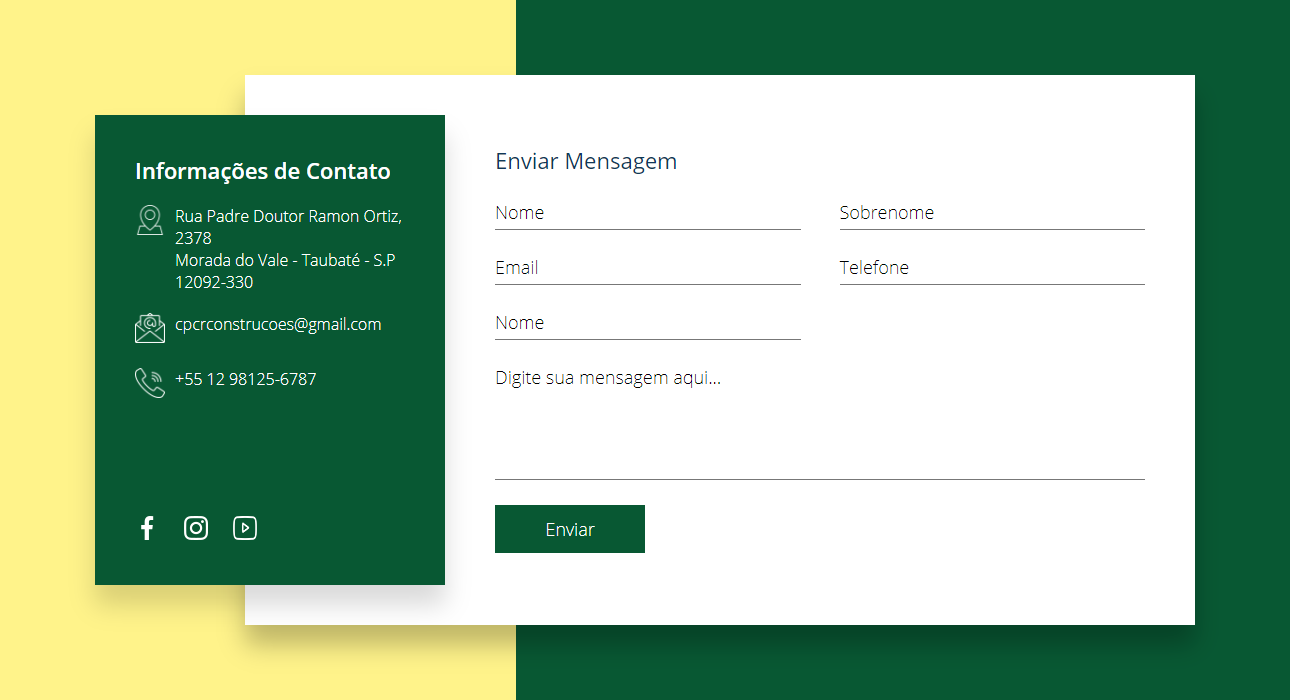 Informações de Contato
Rua Padre Doutor Ramon Ortiz,
2378
Morada do Vale - Taubaté - S.P
12092-330
cpcrconstrucoes@gmail.com
+55 12 98125-6787
Enviar Mensagem
Nome
Sobrenome
Email
Telefone
Nome
Digite sua mensagem aqui...
Enviar